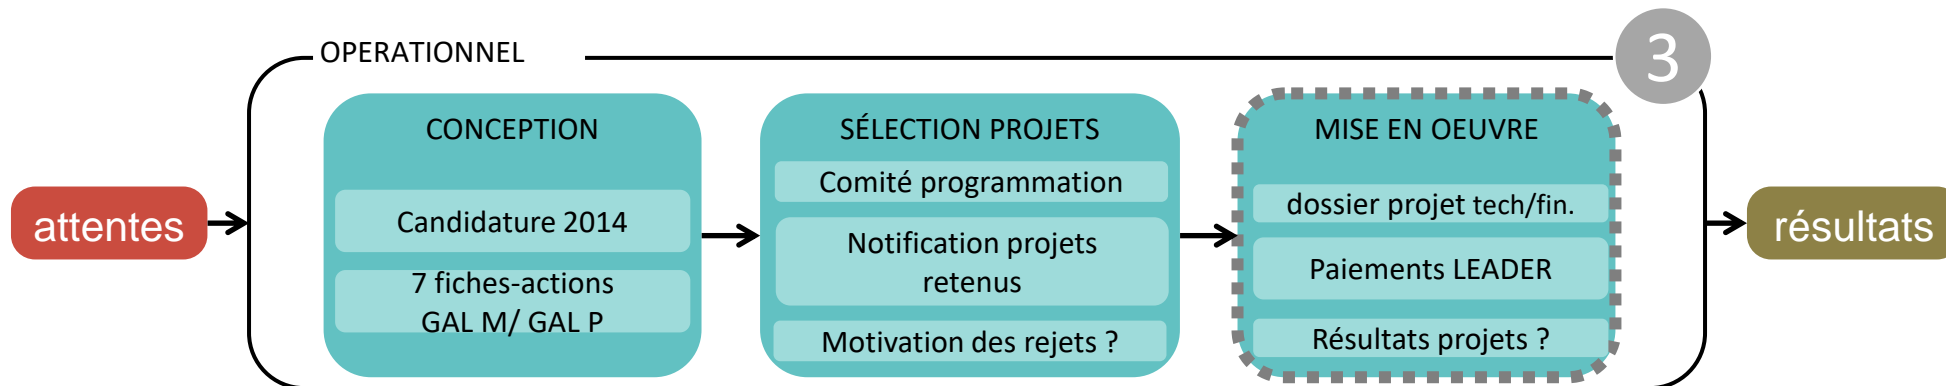 OPERATIONNEL
3
attentes
CONCEPTION
Candidature 2014
7 fiches-actions
GAL M/ GAL P
SÉLECTION PROJETS
Comité programmation
Notification projets
retenus
Motivation des rejets ?
MISE EN OEUVRE
dossier projet tech/fin.
Paiements LEADER
Résultats projets ?
résultats